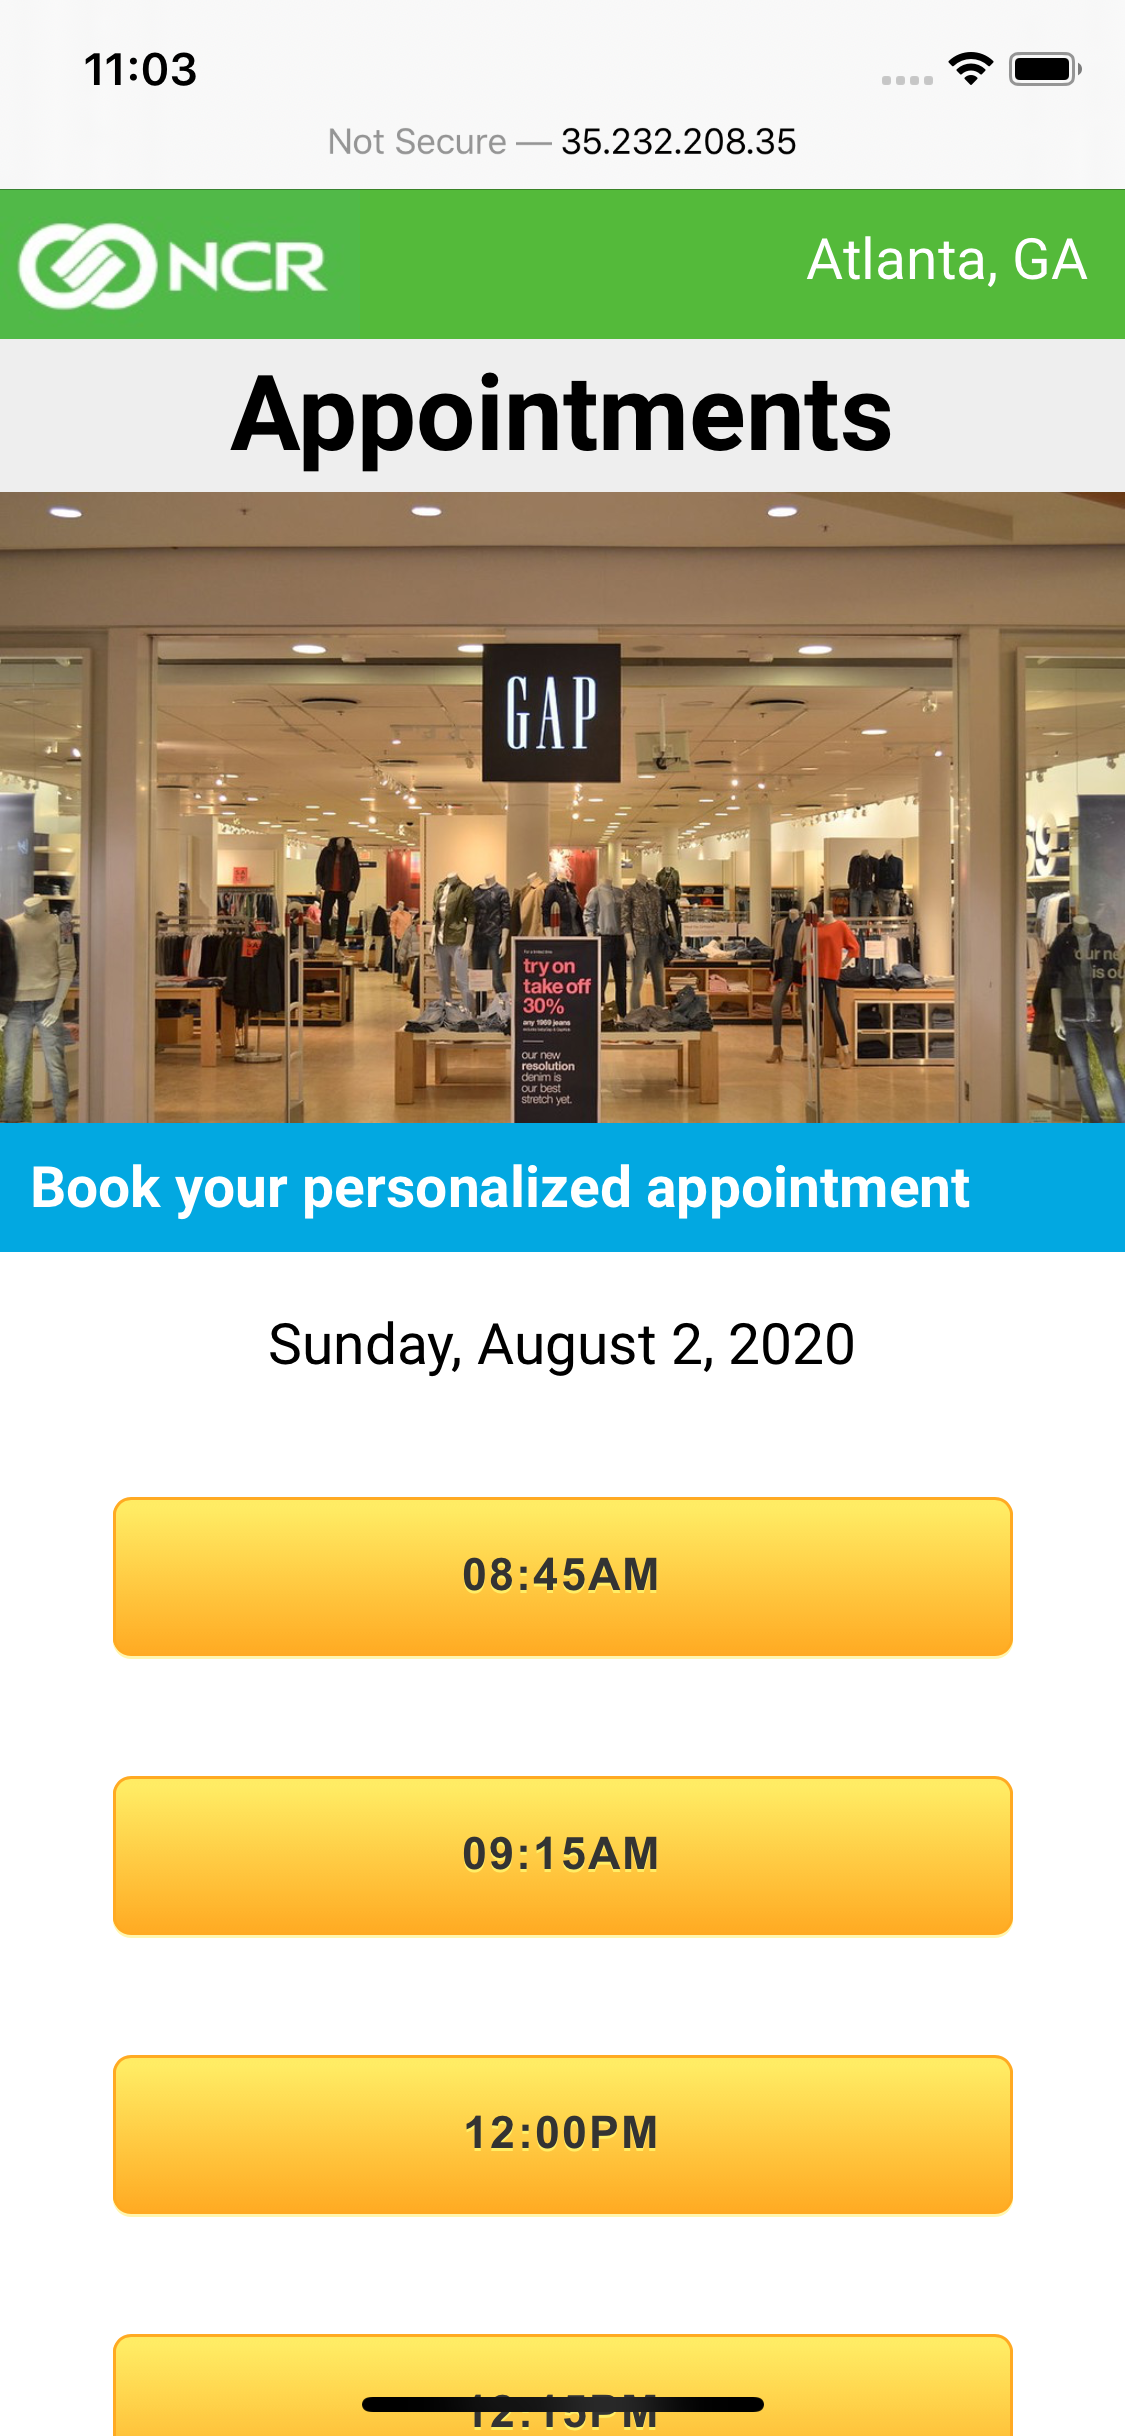 11:03
Not Secure — 35.232.208.35
NCR
Atlanta, GA
Appointments
GAP
try on
take off
30%
any 1969 jeans
our new
resolution
denim is
our best
stretch yet.
Book your personalized appointment
Sunday, August 2, 2020
08:45AM
09:15AM
12:00PM
12:15PM